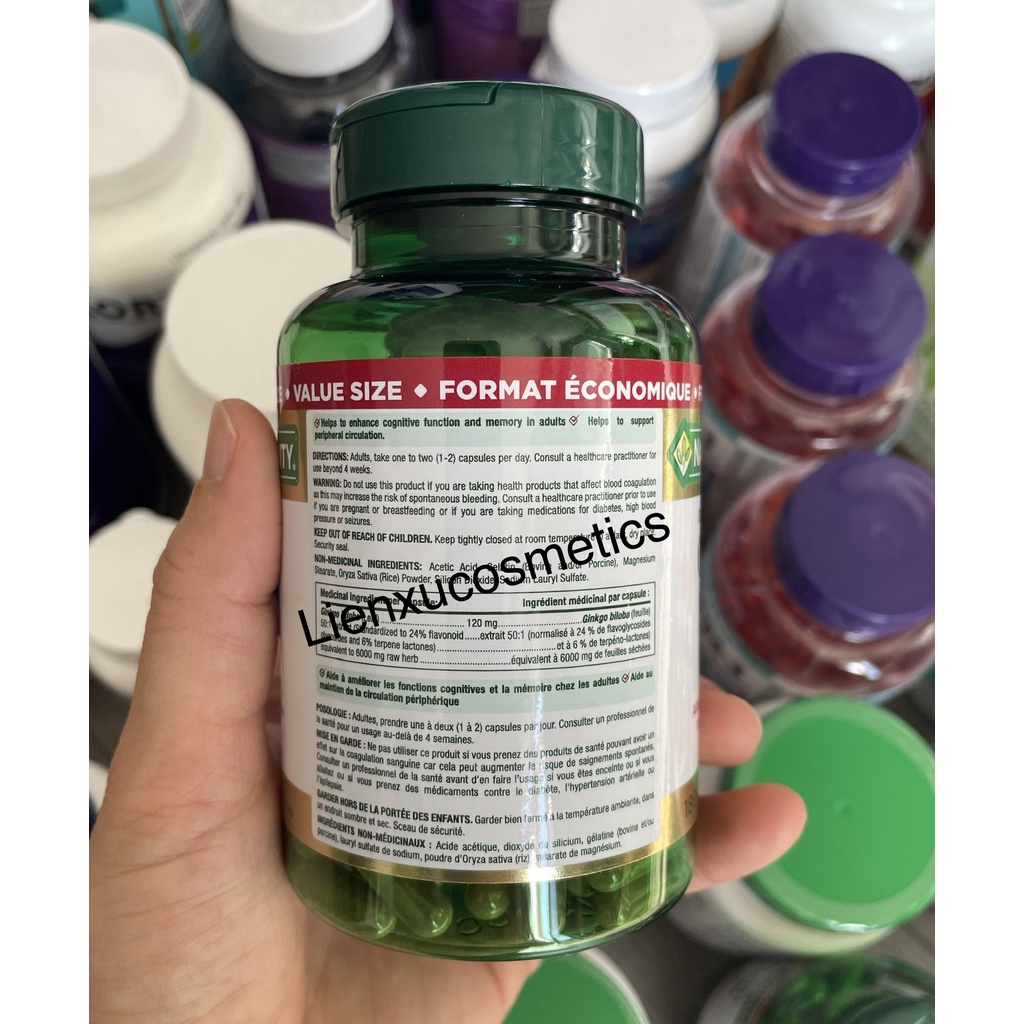 • VALUE SIZE ◆ FORMAT ÉCONOMIQUE •
Helps to enhance cognitive function and memory in adults Helps to support
peripheral circulation.
DIRECTIONS: Adults, take one to two (1-2) capsules per day. Consult a healthcare practitioner for
use beyond 4 weeks.
WARNING: Do not use this product if you are taking health products that affect blood coagulation
as this may increase the risk of spontaneous bleeding. Consult a healthcare practitioner prior to use
if you are pregnant or breastfeeding or if you are taking medications for diabetes, high blood
pressure or seizures.
KEEP OUT OF REACH OF CHILDREN. Keep tightly closed at room dry place.
Security seal.
NON-MEDICINAL INGREDIENTS: Acetic Acid, Gelatin (Bovine and/or Porcine), Magnesium
Stearate, Oryza Sativa (Rice) Powder, Silicon Dioxide, Sodium Lauryl Sulfate.
Lienxucosmetics
Medicinal Ingredient per capsule: Ingrédient médicinal par capsule :
Ginkgo biloba 120 mg Ginkgo biloba (feuille)
50:1 (standardized to 24% flavonoid extrait 50:1 (normalisé à 24 % de flavoglycosides
and 6% terpene lactones) et à 6 % de terpéno-lactones)
equivalent to 6000 mg raw herb équivalent à 6000 mg de feuilles séchées
Aide à améliorer les fonctions cognitives et la mémoire chez les adultes Aide au
maintien de la circulation périphérique
POSOLOGIE : Adultes, prendre une à deux (1 à 2) capsules par jour. Consulter un professionnel de
la santé pour un usage au-delà de 4 semaines.
MISE EN GARDE : Ne pas utiliser ce produit si vous prenez des produits de santé pouvant avoir un
effet sur la coagulation sanguine car cela peut augmenter le risque de saignements spontanés.
Consulter un professionnel de la santé avant d'en faire l'usage si vous êtes enceinte ou si vous
allaitez ou si vous prenez des médicaments contre le diabète, l'hypertension artérielle ou
l'épilepsie.
GARDER HORS DE LA PORTÉE DES ENFANTS. Garder bien fermé à la température ambiante, dans
un endroit sombre et sec. Sceau de sécurité.
INGRÉDIENTS NON-MÉDICINAUX : Acide acétique, dioxyde de silicium, gélatine (bovine et/ou
porcine), lauryl sulfate de sodium, poudre d'Oryza sativa (riz), stéarate de magnésium.